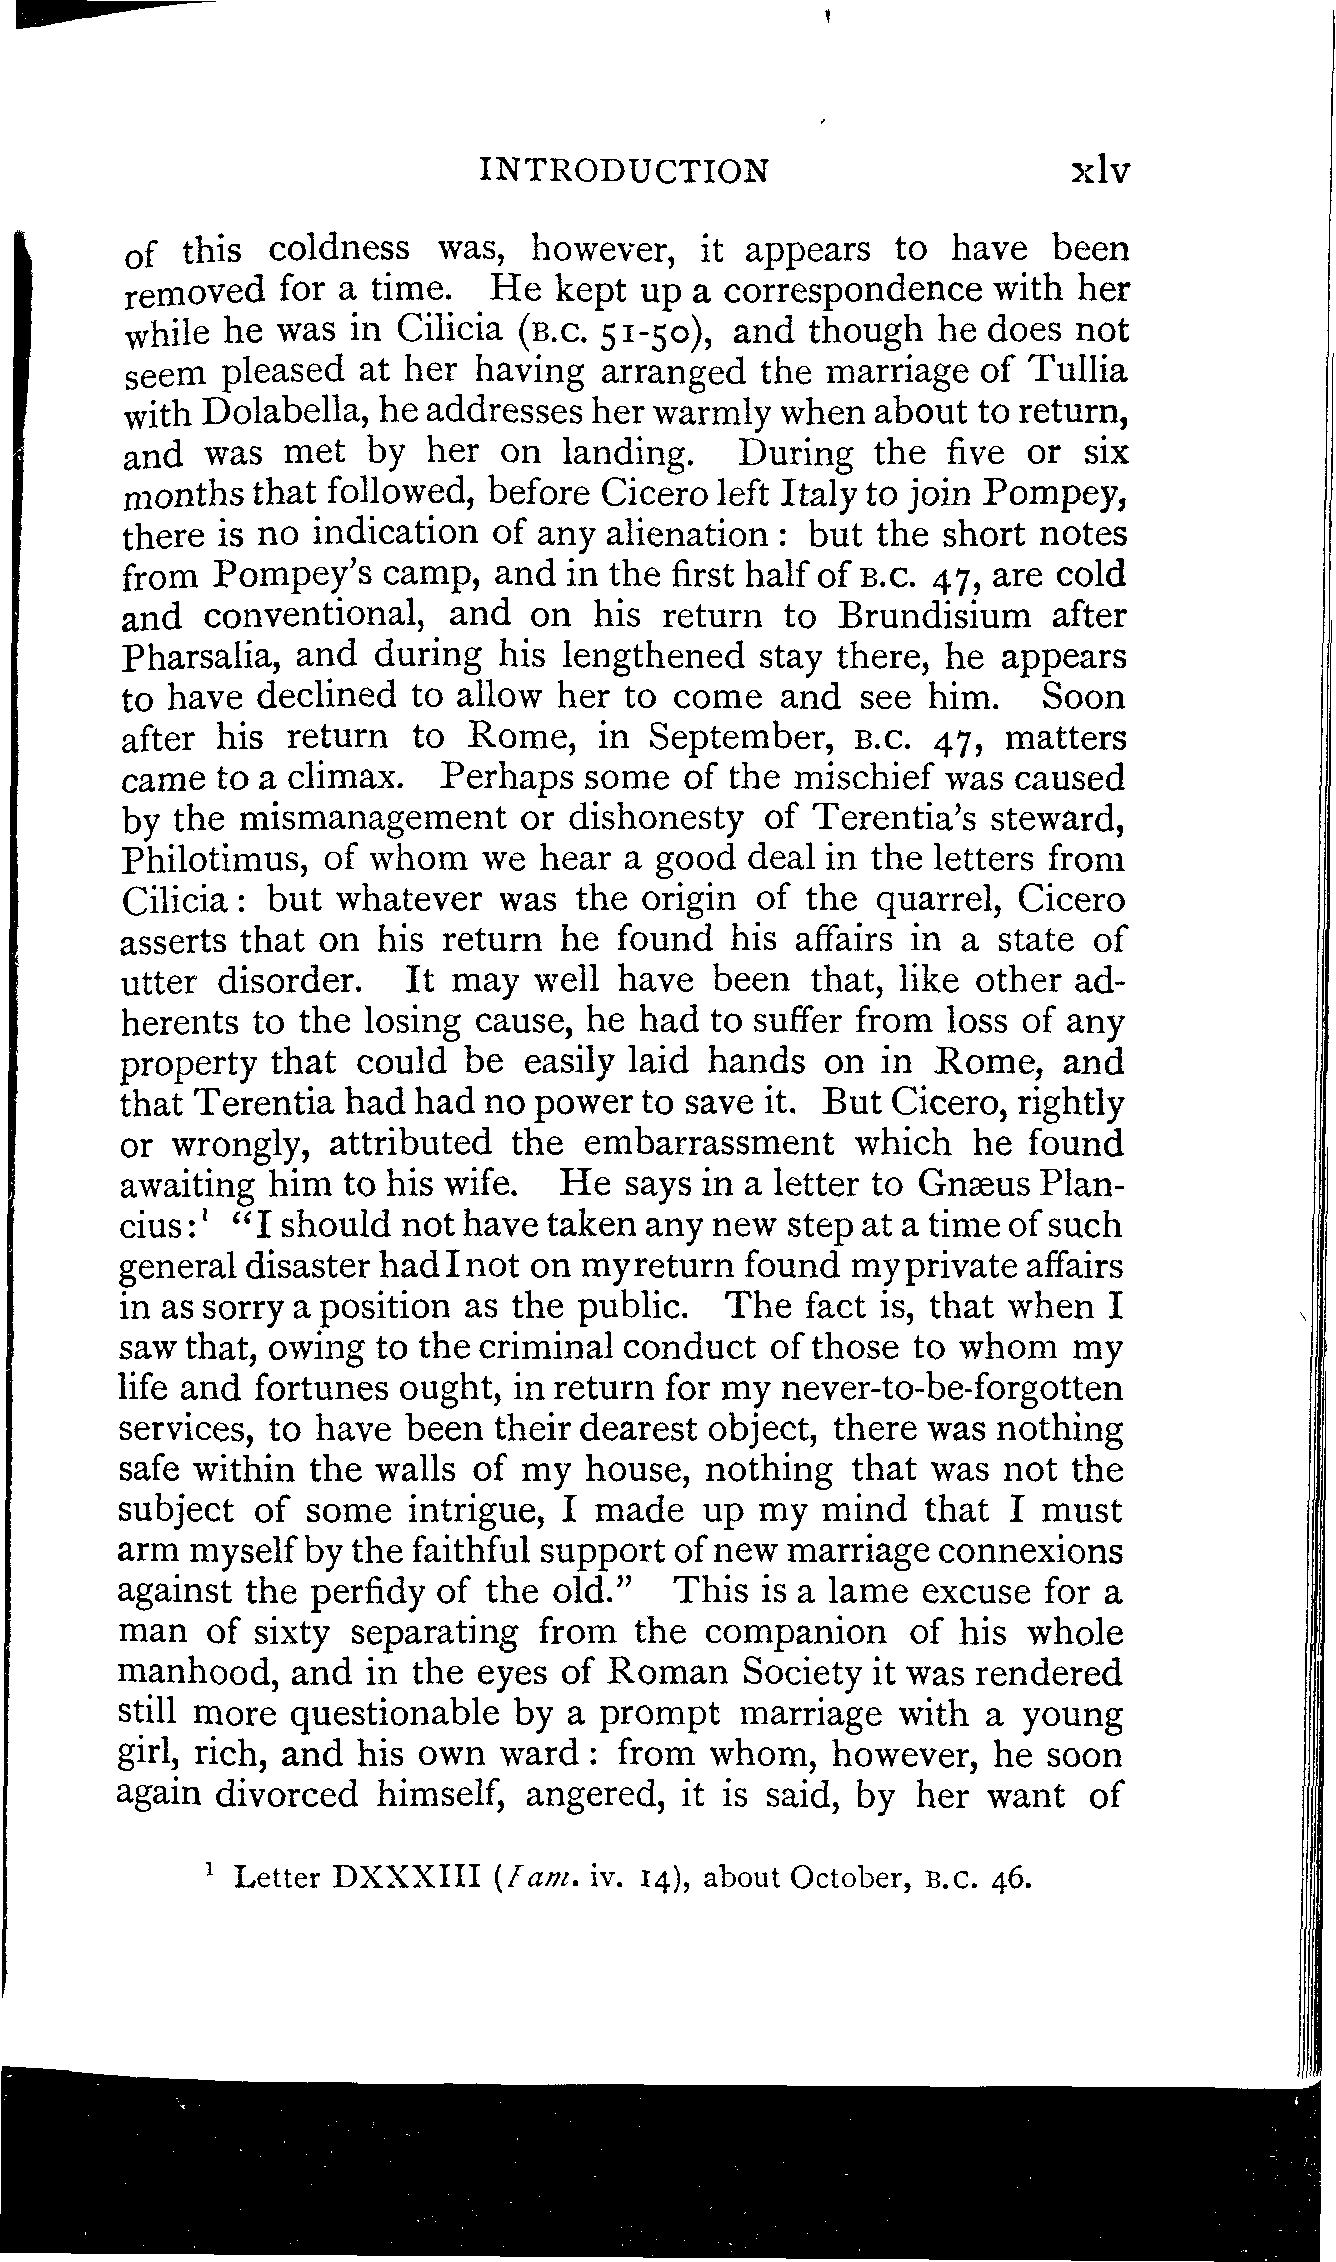 INTRODUCTION xlv
of this coldness was, however, it appears to have been
removed for a time. He kept up a correspondence with her
while he was in Cilicia (B.C. 51-50), and though he does not
seem pleased at her having arranged the marriage of Tullia
with Dolabella, he addresses her warmly when about to return,
and was met by her on landing. During the five or six
months that followed, before Cicero left Italy to join Pompey,
there is no indication of any alienation : but the short notes
from Pompey's camp, and in the first half of B.C. 47, are cold
and conventional, and on his return to Brundisium after
Pharsalia, and during his lengthened stay there, he appears
to have declined to allow her to come and see him. Soon
after his return to Rome, in September, B.C. 47, matters
came to a climax. Perhaps some of the mischief was caused
by the mismanagement or dishonesty of Terentia's steward,
Philotimus, of whom we hear a good deal in the letters from
Cilicia : but whatever was the origin of the quarrel, Cicero
asserts that on his return he found his affairs in a state of
utter disorder. It may well have been that, like other ad-
herents to the losing cause, he had to suffer from loss of any
property that could be easily laid hands on in Rome, and
that Terentia had had no power to save it. But Cicero, rightly
or wrongly, attributed the embarrassment which he found
awaiting him to his wife. He says in a letter to Gnæus Plan-
cius:¹ "I should not have taken any new step at a time of such
general disaster had I not on my return found my private affairs
in as sorry a position as the public. The fact is, that when I
saw that, owing to the criminal conduct of those to whom my
life and fortunes ought, in return for my never-to-be-forgotten
services, to have been their dearest object, there was nothing
safe within the walls of my house, nothing that was not the
subject of some intrigue, I made up my mind that I must
arm myself by the faithful support of new marriage connexions
against the perfidy of the old." This is a lame excuse for a
man of sixty separating from the companion of his whole
manhood, and in the eyes of Roman Society it was rendered
still more questionable by a prompt marriage with a young
girl, rich, and his own ward : from whom, however, he soon
again divorced himself, angered, it is said, by her want of
¹ Letter DXXXIII (Fam. iv. 14), about October, B.C. 46.